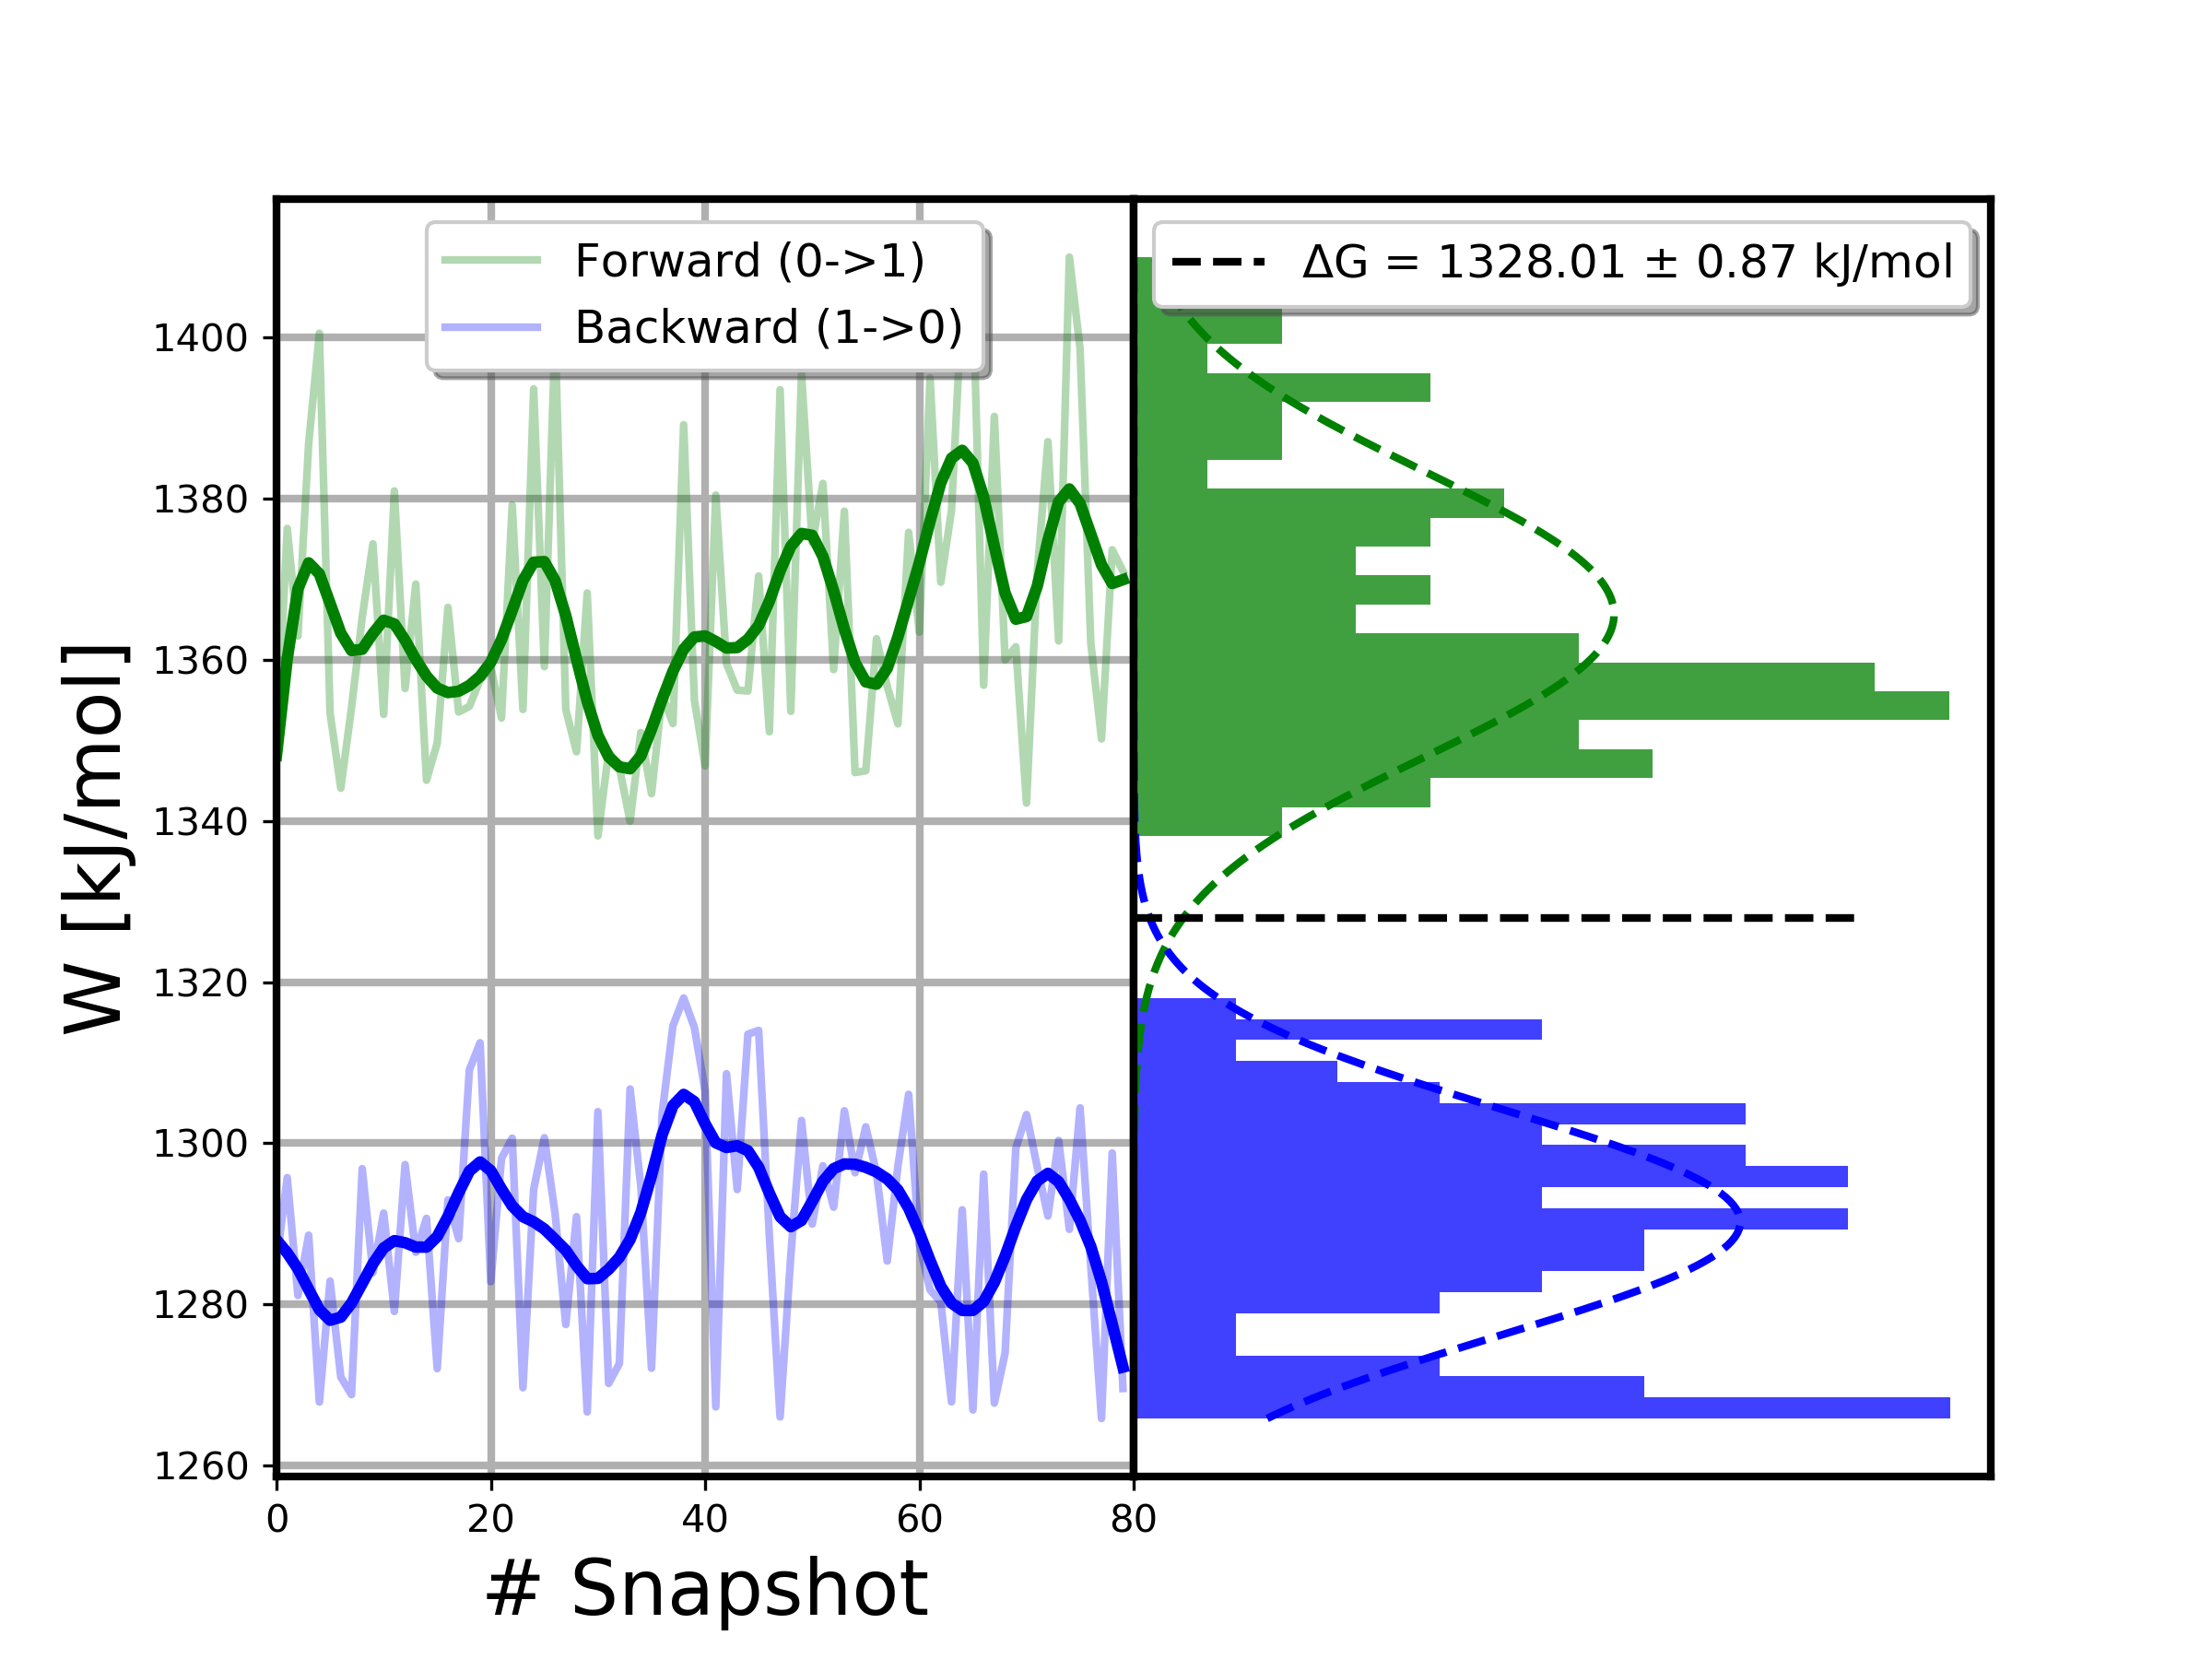 Forward (0->1)
Backward (1->0)
ΔG = 1328.01 ± 0.87 kJ/mol
W [kJ/mol]
1400
1380
1360
1340
1320
1300
1280
1260
0 20 40 60 80
# Snapshot